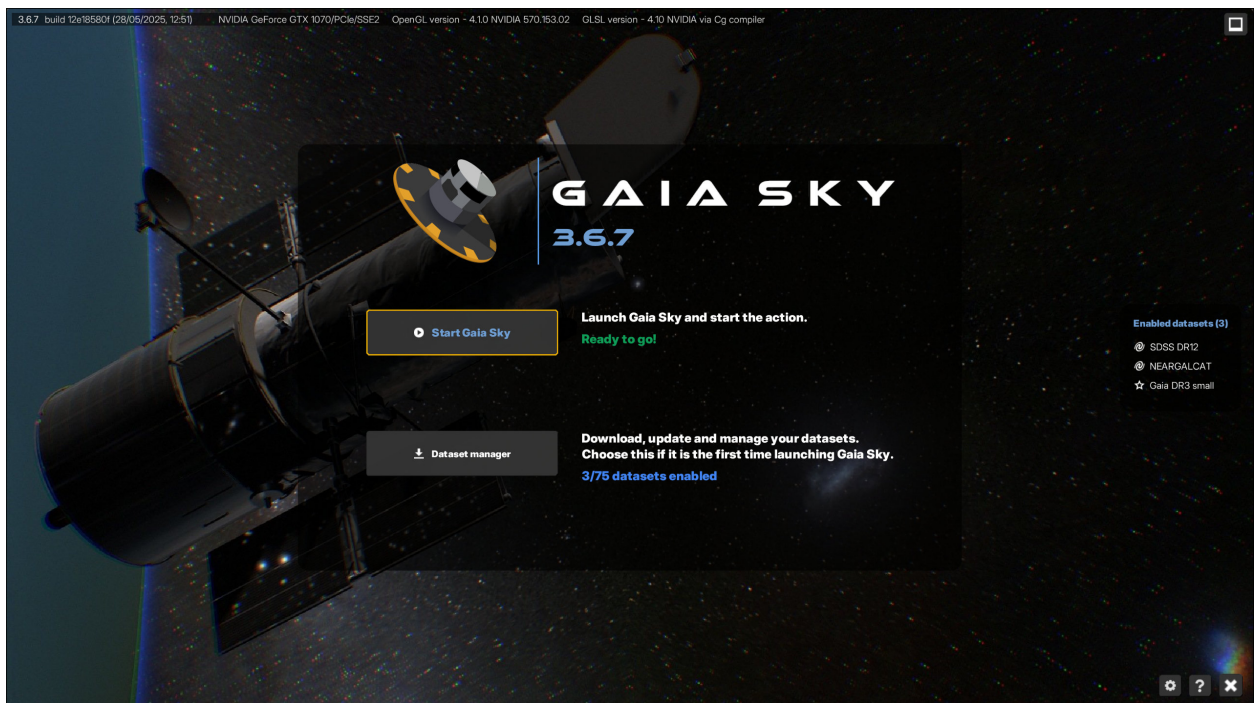 3.6.7 build 12e18580f (28/05/2025, 12:51) NVIDIA GeForce GTX 1070/PCIe/SSE2 OpenGL version - 4.1.0 NVIDIA 570.153.02 GLSL version - 4.10 NVIDIA via Cg compiler
GAIA SKY
3.6.7
Start Gaia Sky
Launch Gaia Sky and start the action.
Ready to go!
Enabled datasets (3)
SDSS DR12
NEARGALCAT
Gaia DR3 small
Dataset manager
Download, update and manage your datasets.
Choose this if it is the first time launching Gaia Sky.
3/75 datasets enabled
?